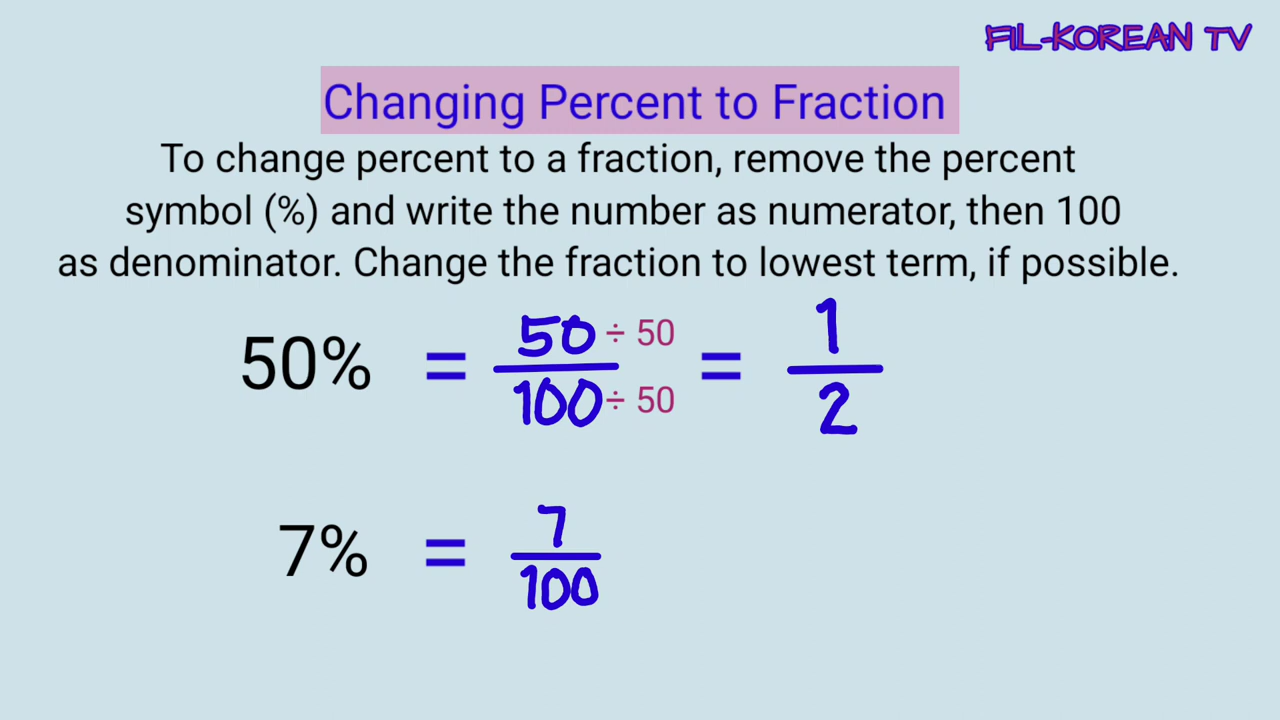 FIL-KOREAN TV
Changing Percent to Fraction
To change percent to a fraction, remove the percent
symbol (%) and write the number as numerator, then 100
as denominator. Change the fraction to lowest term, if possible.
50% = 50 ÷ 50 / 100 ÷ 50 = 1/2
7% = 7/100